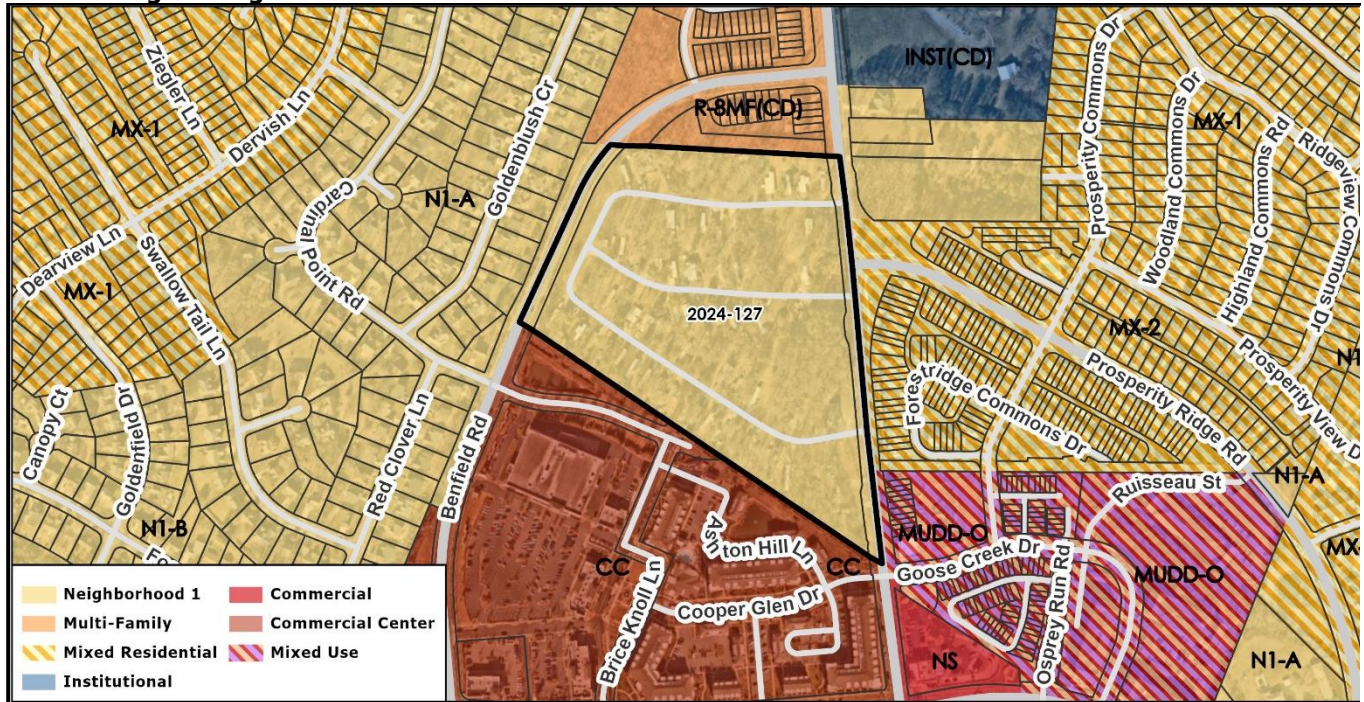 Ziegler Ln
MX-1
Dervish Ln
Goldenblush Cr
N1-A
Cardinal Point Rd
Dearview Ln
MX-1
Swallow Tail Ln
Canopy Ct
Goldenfield Dr
N1-B
Red Clover Ln
Benfield Rd
R-8MF(CD)
INST(CD)
2024-127
Prosperity Commons Dr
Woodland Commons Dr
MX-1
Highland Commons Rd
Ridgeview Commons Dr
MX-2
Prosperity Ridge Rd
Prosperity View D
N1
N1-A
Forestridge Commons Dr
Ruisseau St
MUDD-O
Goose Creek Dr
MUDD-O
Osprey Run Rd
MX
N1-A
NS
CC
CC
Ashton Hill Ln
Cooper Glen Dr
Brice Knoll Ln
Neighborhood 1
Multi-Family
Mixed Residential
Institutional
Commercial
Commercial Center
Mixed Use